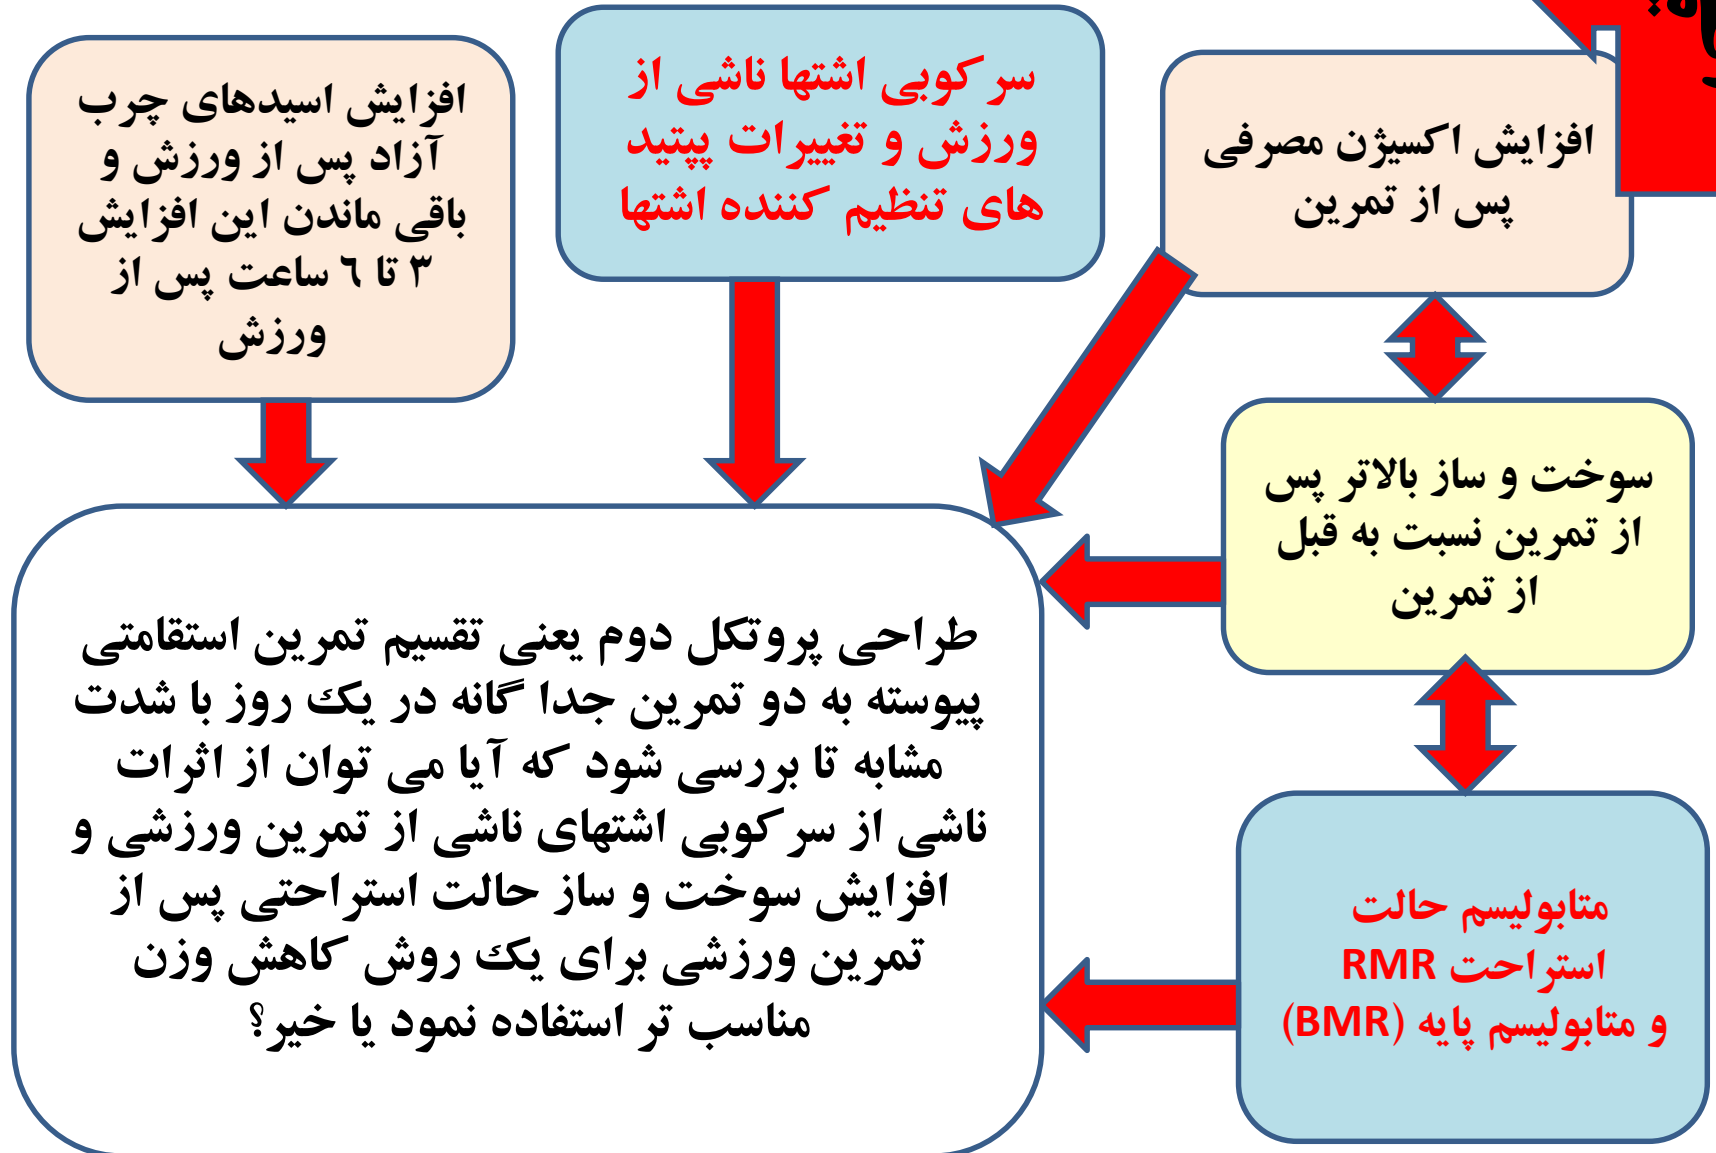 افزایش اکسیژن مصرفی
پس از تمرین
سرکوبی اشتها ناشی از
ورزش و تغییرات پپتید
های تنظیم کننده اشتها
افزایش اسیدهای چرب
آزاد پس از ورزش و
باقی ماندن این افزایش
۳ تا ۶ ساعت پس از
ورزش
سوخت و ساز بالاتر پس
از تمرین نسبت به قبل
از تمرین
متابولیسم حالت
استراحت RMR
و متابولیسم پایه (BMR)
طراحی پروتکل دوم یعنی تقسیم تمرین استقامتی
پیوسته به دو تمرین جدا گانه در یک روز با شدت
مشابه تا بررسی شود که آیا می توان از اثرات
ناشی از سرکوبی اشتهای ناشی از تمرین ورزشی و
افزایش سوخت و ساز حالت استراحتی پس از
تمرین ورزشی برای یک روش کاهش وزن
مناسب تر استفاده نمود یا خیر؟